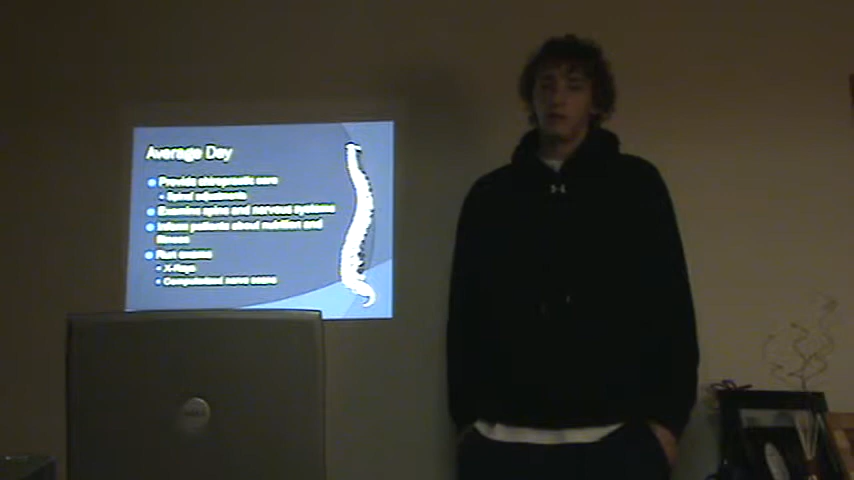 Average Day
Provide chiropractic care
Spinal adjustments
Examine spine and nervous systems
Inform patients about nutrition and
fitness
Run exams
X-Rays
Computerized nerve scans
DELL